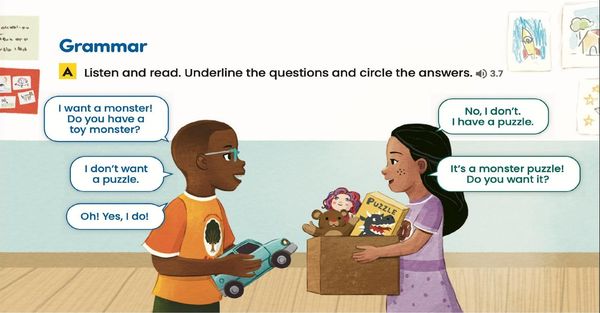 Grammar
A Listen and read. Underline the questions and circle the answers. 3.7
I want a monster!
Do you have a
toy monster?
No, I don't.
I have a puzzle.
I don't want
a puzzle.
It's a monster puzzle!
Do you want it?
Oh! Yes, I do!
PUZZLE